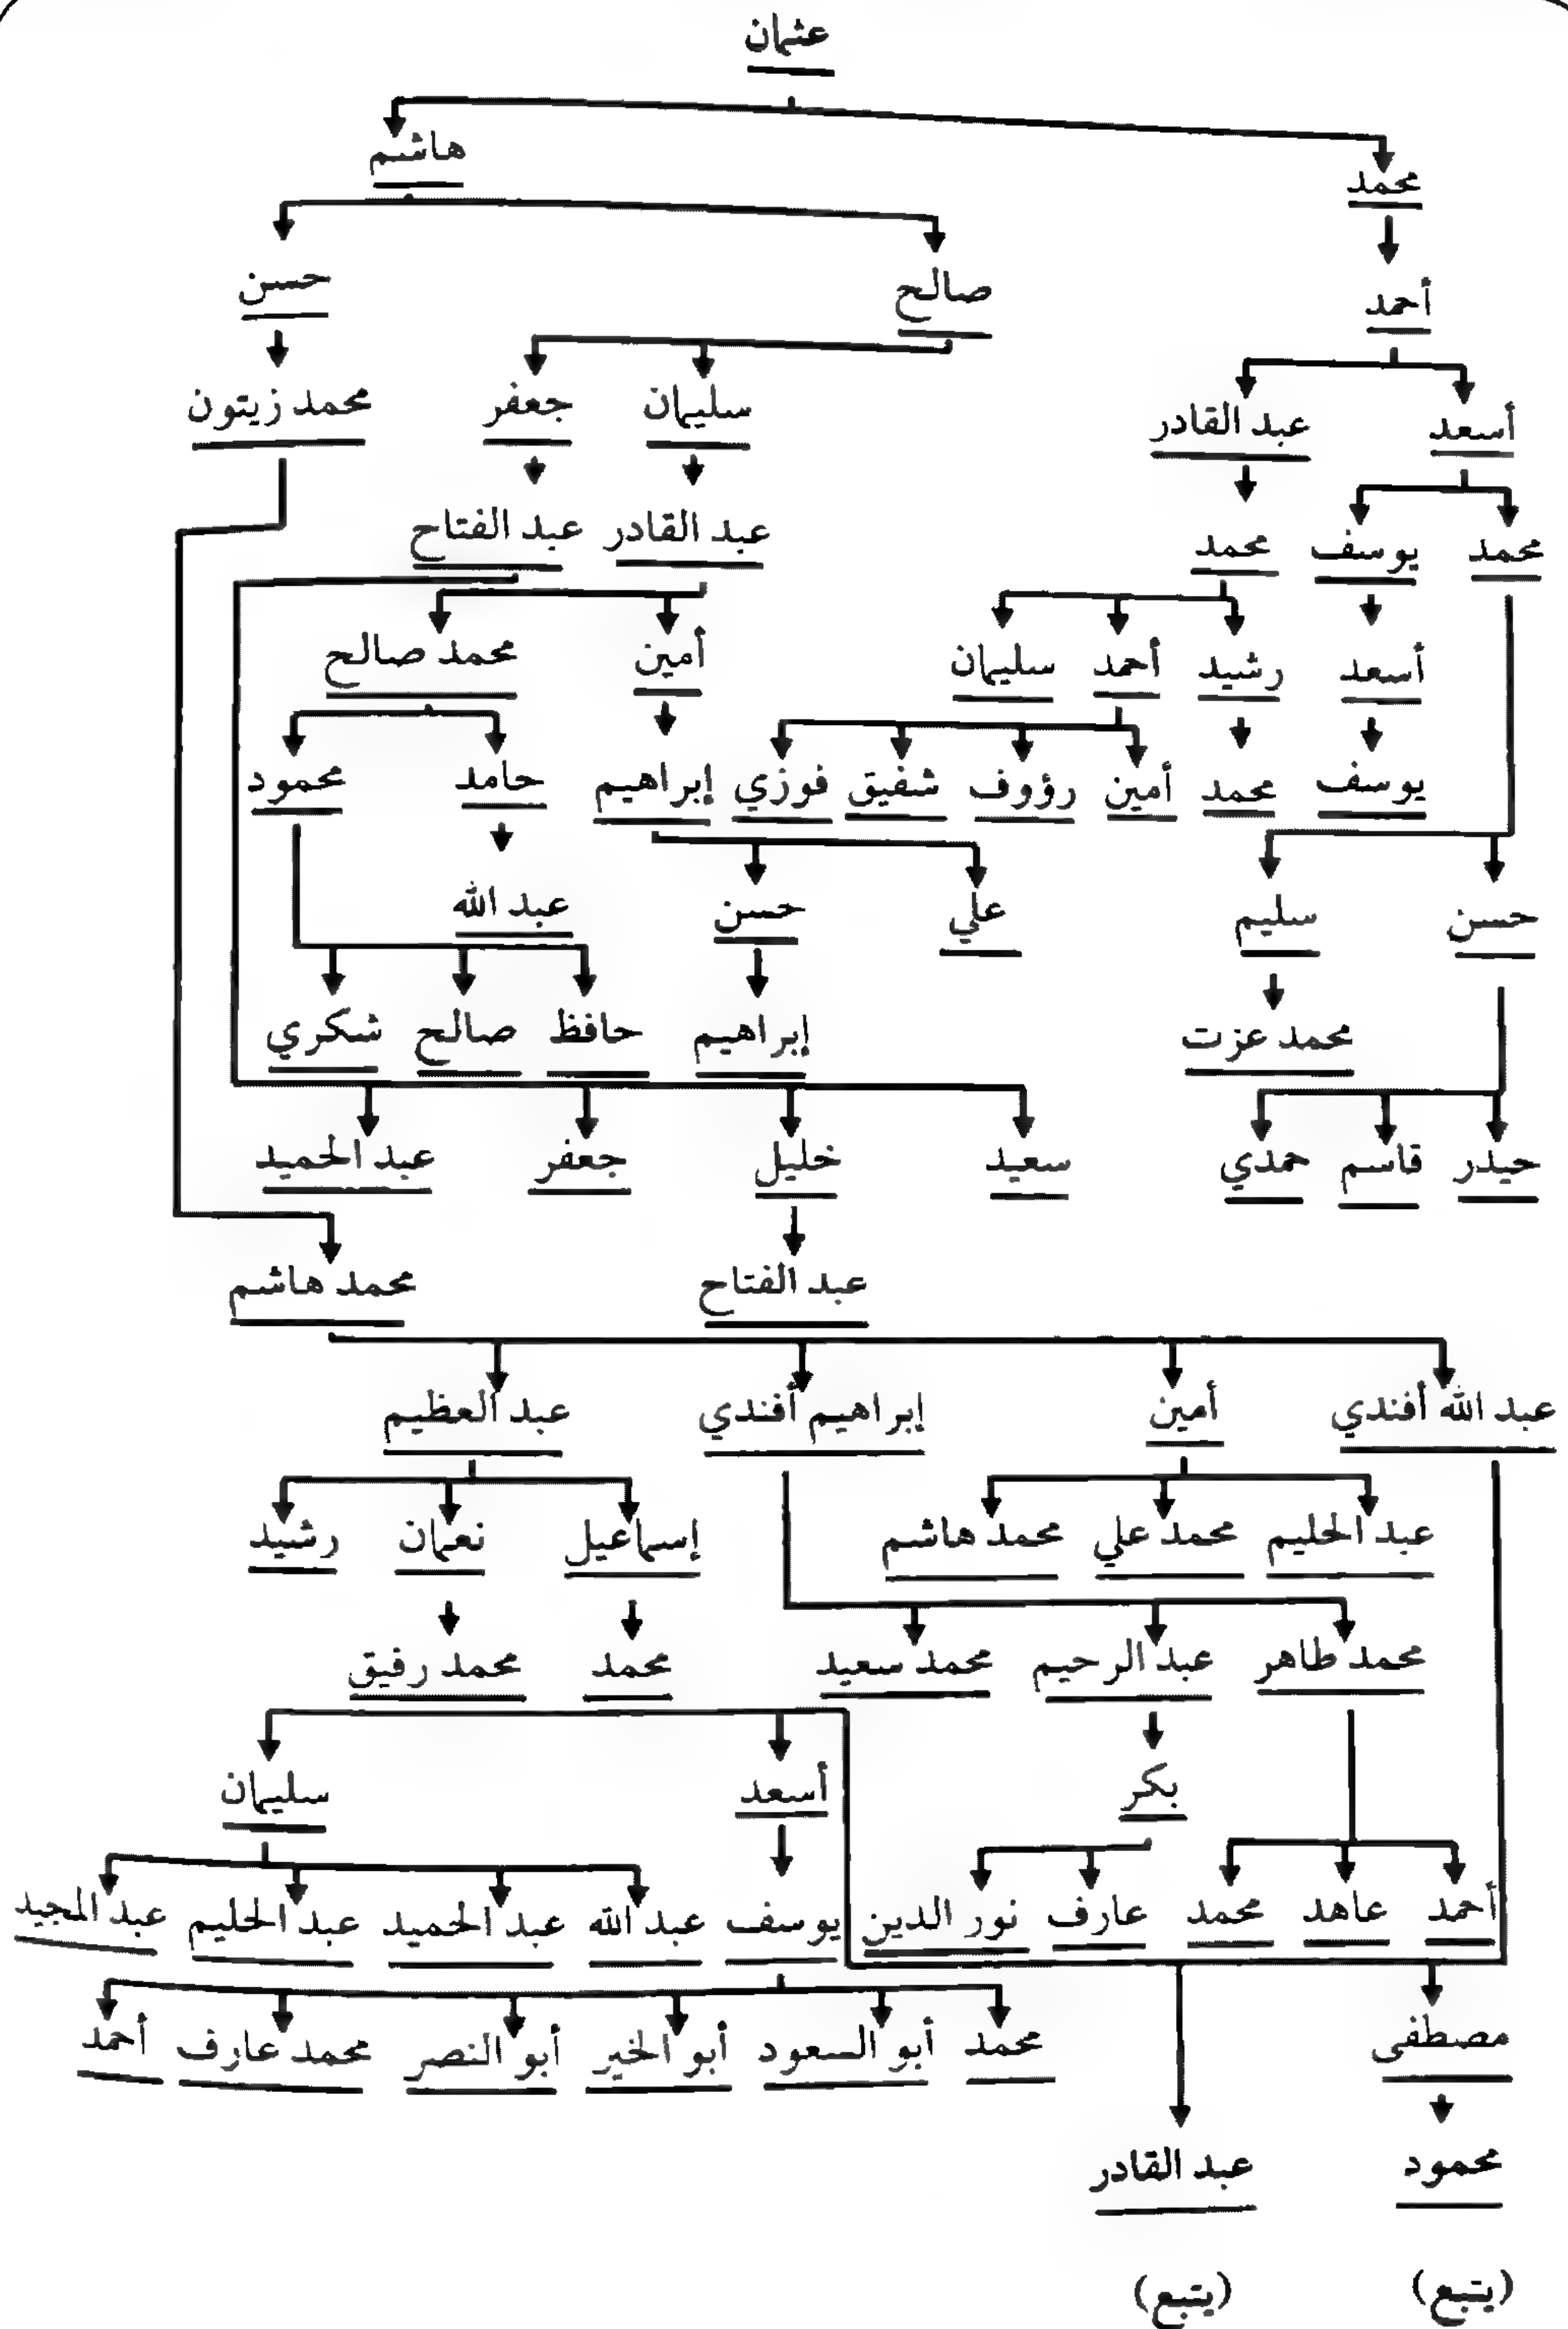 عثمان
هاشم
محمد
حسن
صالح
أحمد
محمد زيتون
جعفر
سليمان
عبد القادر
أسعد
عبد الفتاح
عبد القادر
محمد
يوسف
محمد
محمد صالح
أمين
سليمان
أحمد
رشيد
أسعد
محمود
حامد
إبراهيم
فوزي
شفيق
رؤوف
أمين
محمد
يوسف
عبد الله
حسن
علي
سليم
حسن
شكري
صالح
حافظ
إبراهيم
محمد عزت
عبد الحميد
جعفر
خليل
سعيد
حمدي
قاسم
حيدر
محمد هاشم
عبد الفتاح
عبد العظيم
إبراهيم أفندي
أمين
عبد الله أفندي
رشيد
نعمان
إسماعيل
محمد هاشم
محمد علي
عبد الحليم
محمد رفيق
محمد
محمد سعيد
عبد الرحيم
محمد طاهر
سليمان
أسعد
بكر
عبد المجيد
عبد الحليم
عبد الحميد
عبد الله
يوسف
نور الدين
عارف
محمد
عاهد
أحمد
أحمد
محمد عارف
أبو النصر
أبو الخير
أبو السعود
محمد
مصطفى
عبد القادر
محمود
(يتبع)
(يتبع)